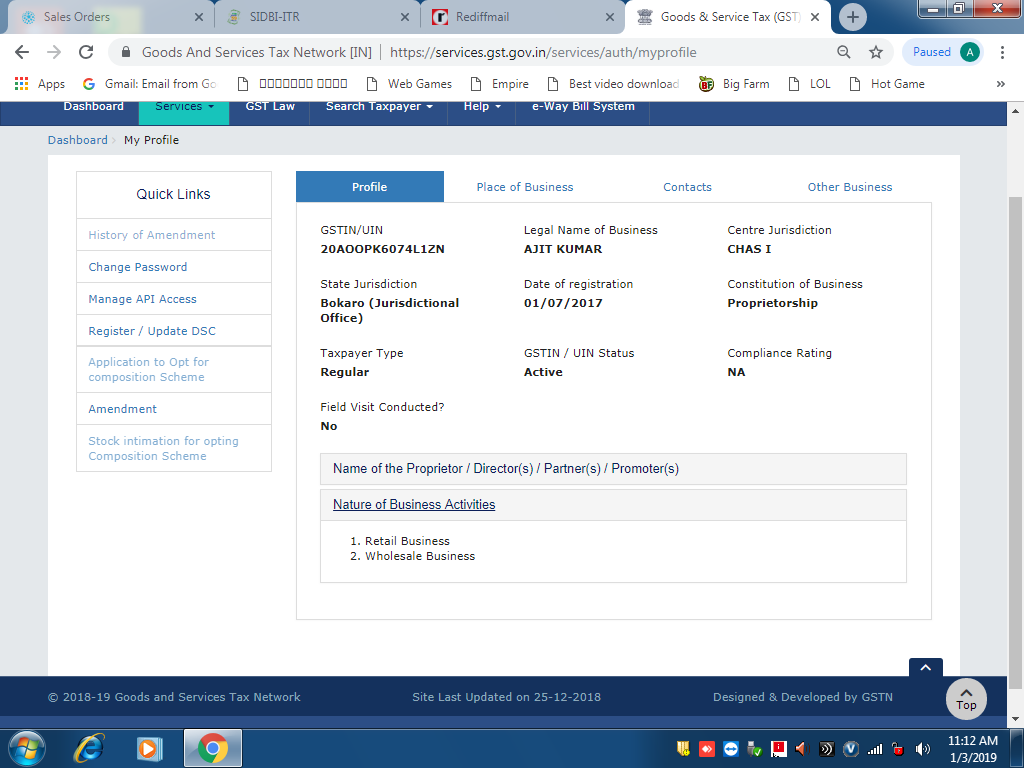 Sales Orders
SIDBI-ITR
Rediffmail
Goods & Service Tax (GST)
Goods And Services Tax Network [IN] | https://services.gst.gov.in/services/auth/myprofile
Paused A
Apps
Gmail: Email from Go
Web Games
Empire
Best video download
BF Big Farm
LOL
Hot Game
»
Dashboard
Services
GST Law
Search Taxpayer
Help
e-Way Bill System
Dashboard › My Profile
Quick Links
History of Amendment
Change Password
Manage API Access
Register / Update DSC
Application to Opt for
composition Scheme
Amendment
Stock intimation for opting
Composition Scheme
Profile
Place of Business
Contacts
Other Business
GSTIN/UIN
20AOOPK6074L1ZN
Legal Name of Business
AJIT KUMAR
Centre Jurisdiction
CHAS I
State Jurisdiction
Bokaro (Jurisdictional
Office)
Date of registration
01/07/2017
Constitution of Business
Proprietorship
Taxpayer Type
Regular
GSTIN / UIN Status
Active
Compliance Rating
NA
Field Visit Conducted?
No
Name of the Proprietor / Director(s) / Partner(s) / Promoter(s)
Nature of Business Activities
1. Retail Business
2. Wholesale Business
© 2018-19 Goods and Services Tax Network
Site Last Updated on 25-12-2018
Designed & Developed by GSTN
Top
11:12 AM
1/3/2019